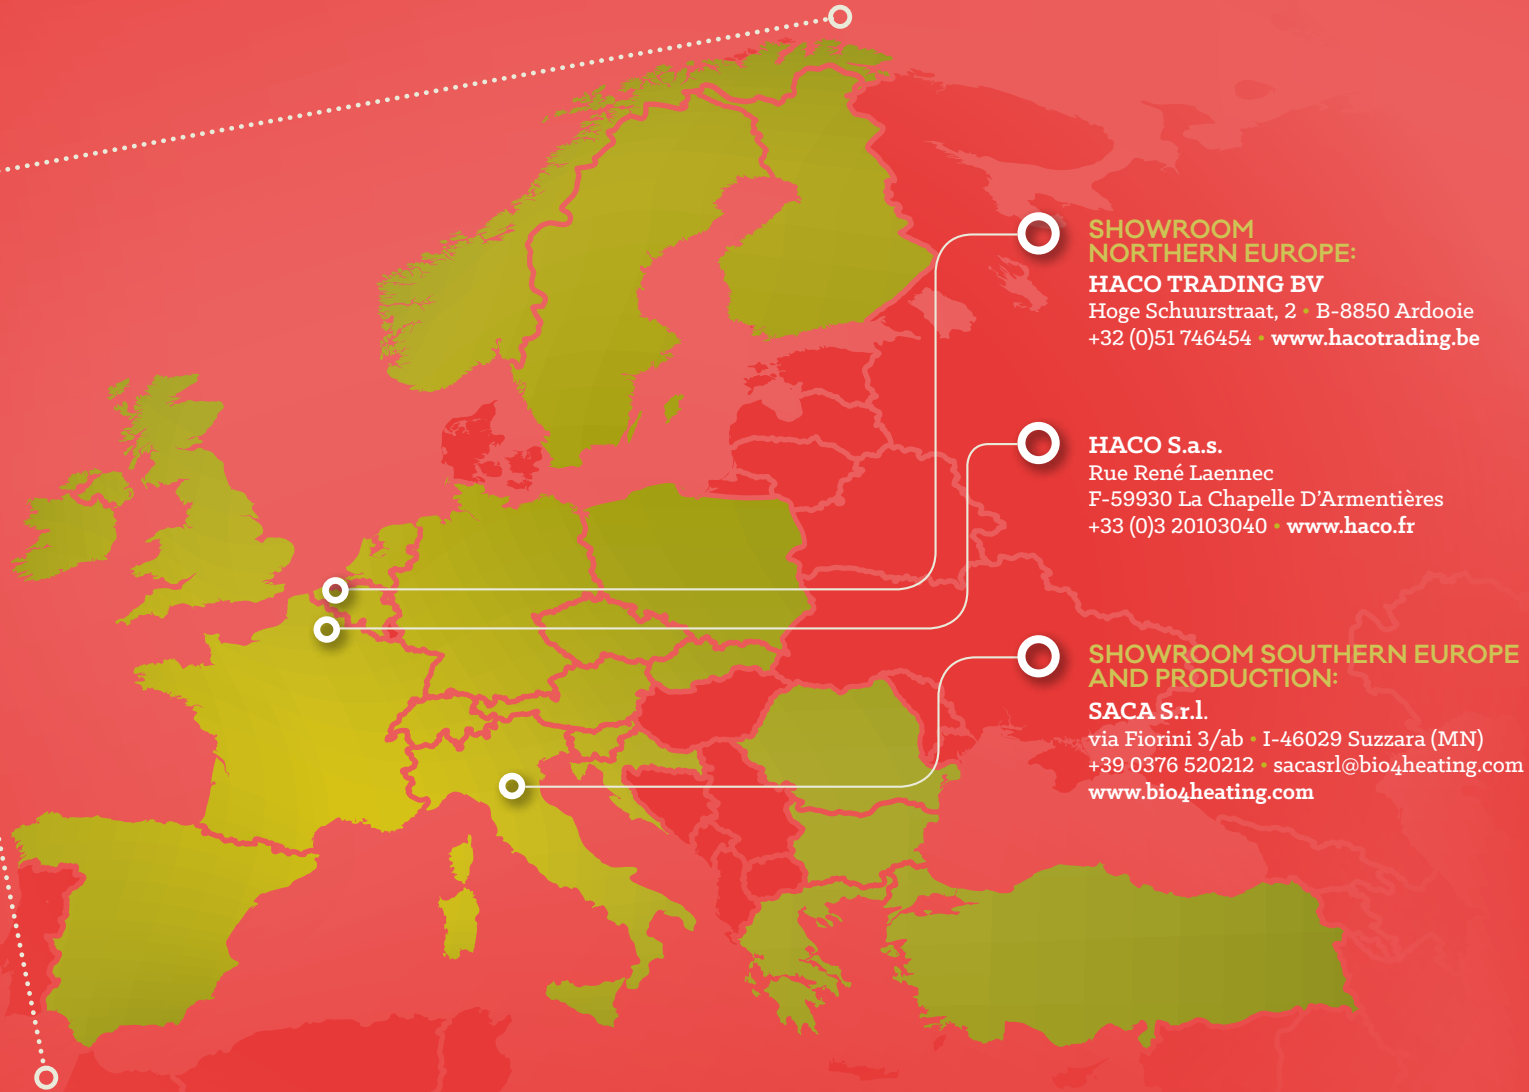 SHOWROOM
NORTHERN EUROPE:
HACO TRADING BV
Hoge Schuurstraat, 2 • B-8850 Ardooie
+32 (0)51 746454 • www.hacotrading.be
HACO S.a.s.
Rue René Laennec
F-59930 La Chapelle D’Armentières
+33 (0)3 20103040 • www.haco.fr
SHOWROOM SOUTHERN EUROPE
AND PRODUCTION:
SACA S.r.l.
via Fiorini 3/ab • I-46029 Suzzara (MN)
+39 0376 520212 • sacasrl@bio4heating.com
www.bio4heating.com